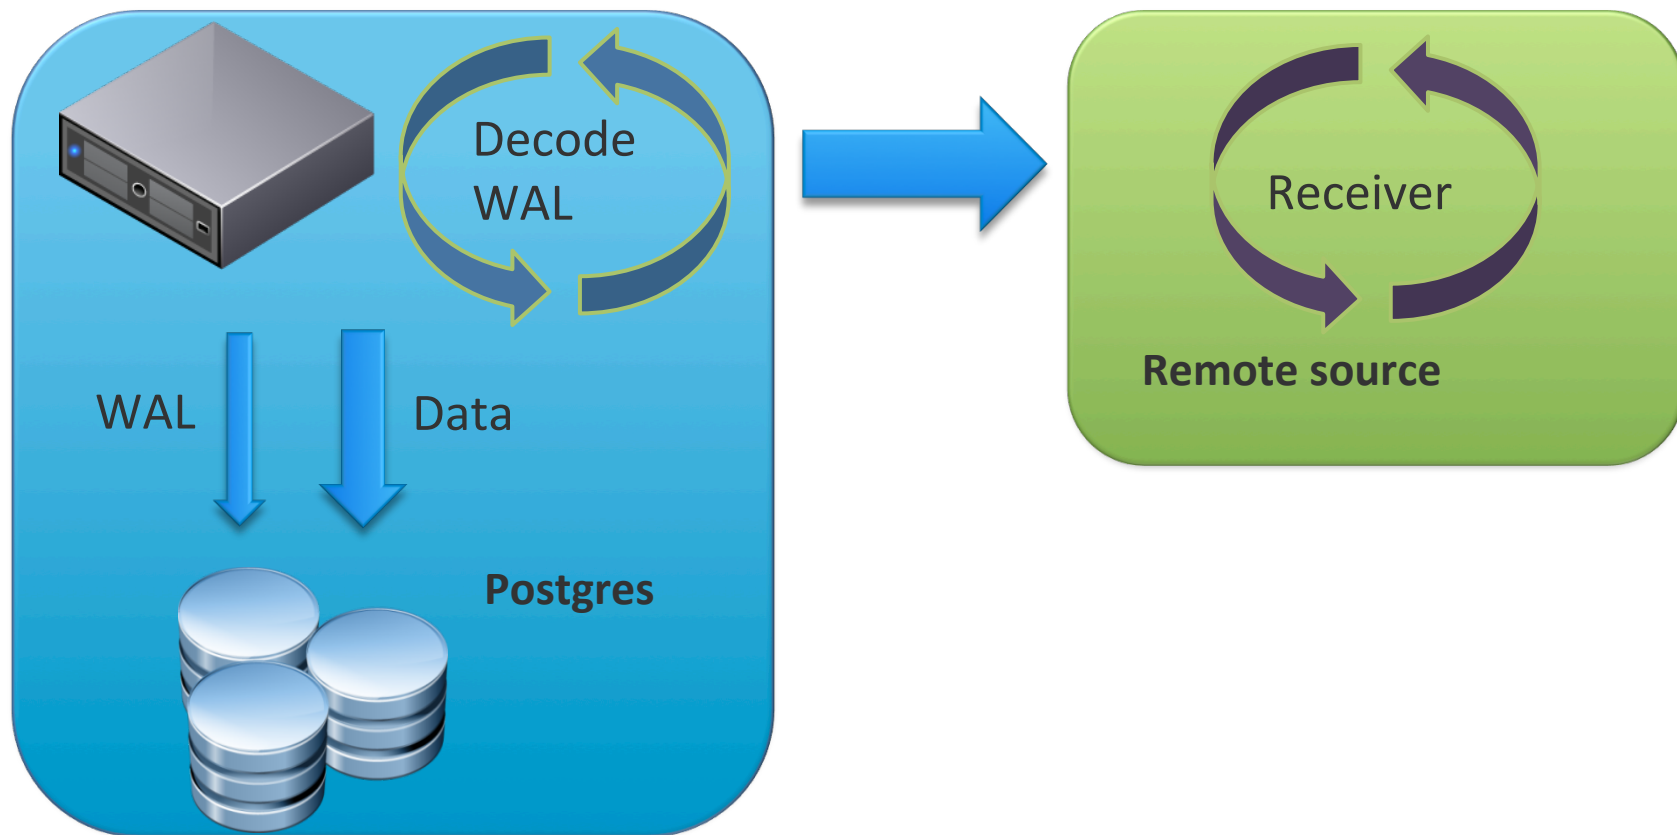 Decode
WAL
Receiver
Remote source
WAL
Data
Postgres